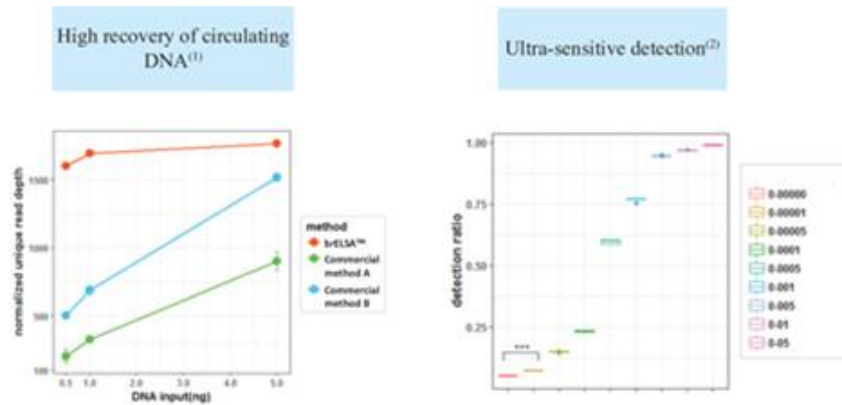 High recovery of circulating
DNA(1)
Ultra-sensitive detection(2)
normalized unique read depth
1500
1000
500
100
0.5
1.0
2.0
3.0
4.0
5.0
DNA input(ng)
method
brELSA™
Commercial
method A
Commercial
method B
detection ratio
1.00
0.75
0.50
0.25
***
0-00000
0-00001
0-00005
0-0001
0-0005
0-001
0-005
0-01
0-05